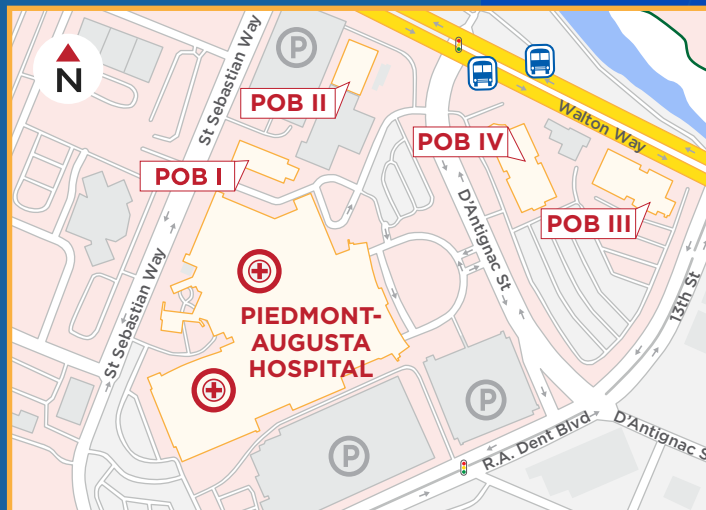 St Sebastian Way
P
N
POB II
Walton Way
POB IV
POB I
D'Antignac St
POB III
St Sebastian Way
13th St
PIEDMONT-
AUGUSTA
HOSPITAL
P
P
R.A. Dent Blvd
D'Antignac S